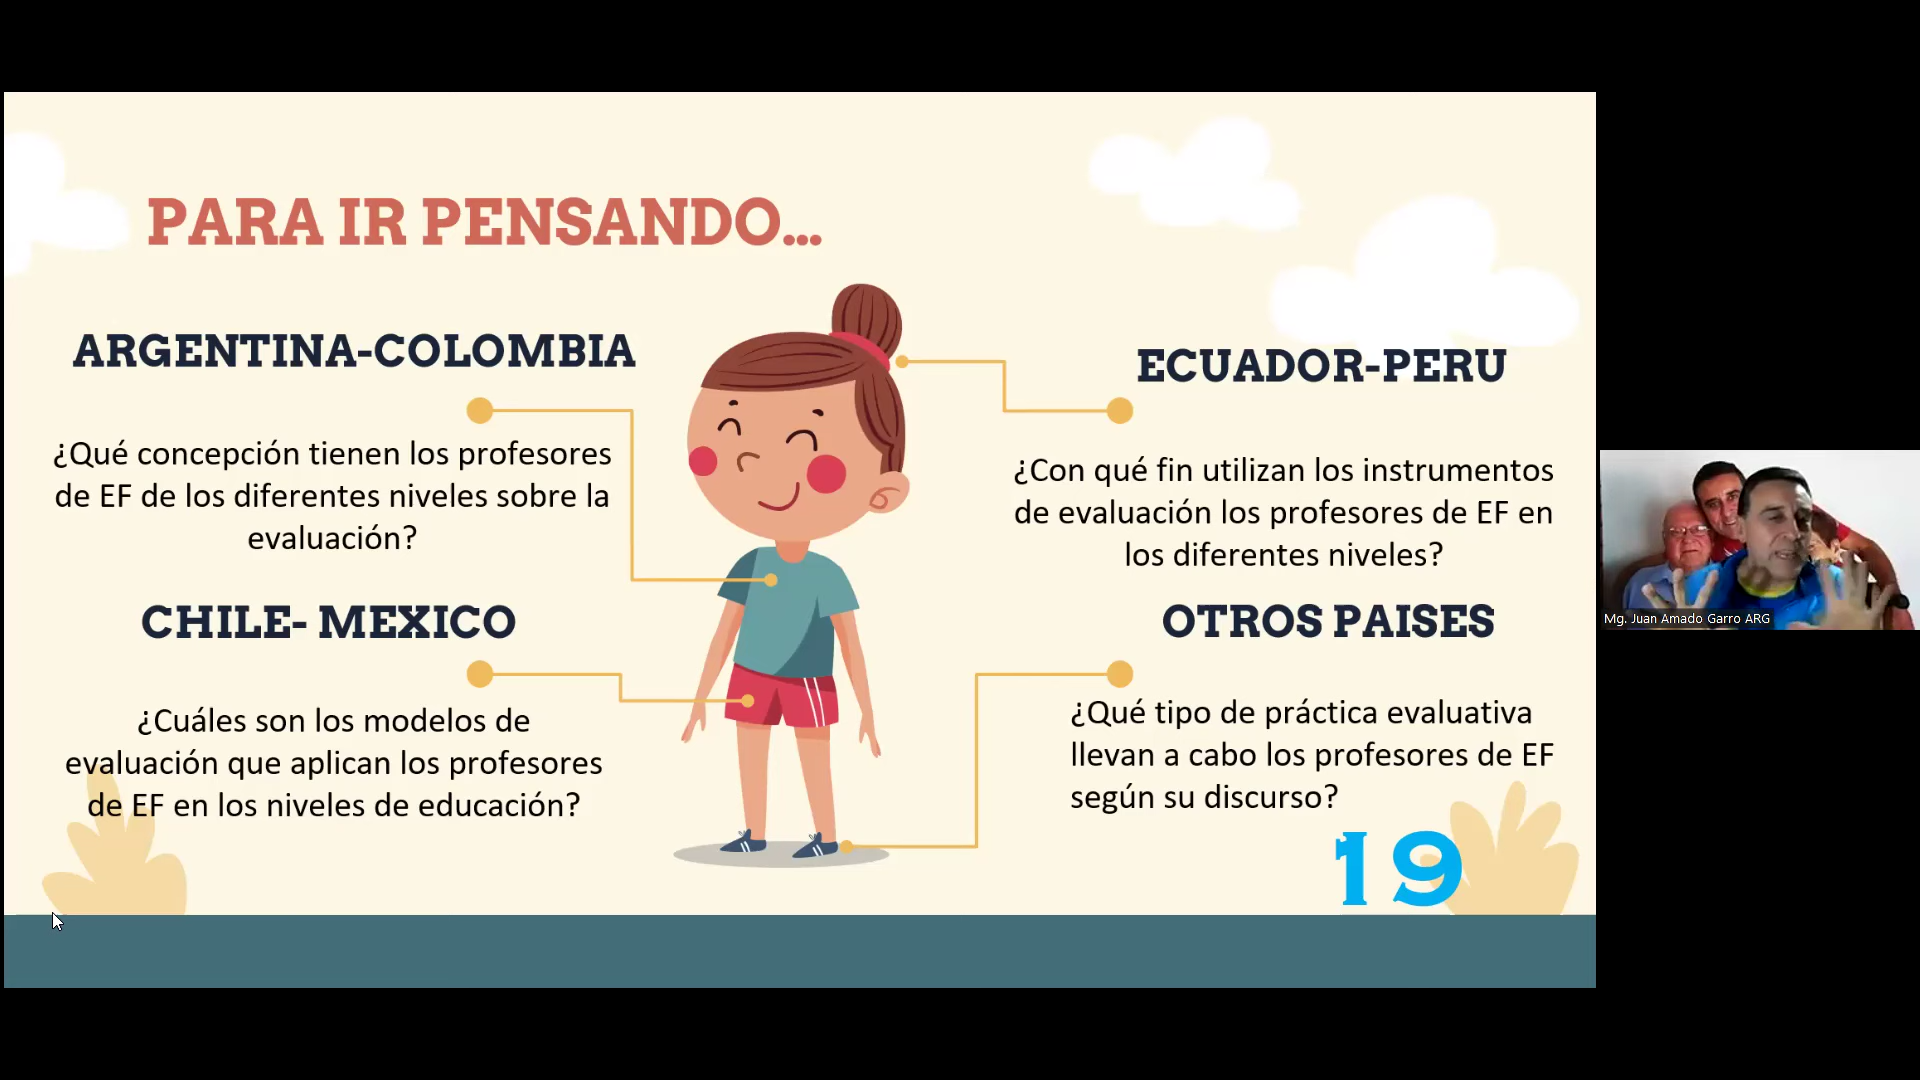 PARA IR PENSANDO...
ARGENTINA-COLOMBIA
¿Qué concepción tienen los profesores
de EF de los diferentes niveles sobre la
evaluación?
CHILE- MEXICO
¿Cuáles son los modelos de
evaluación que aplican los profesores
de EF en los niveles de educación?
ECUADOR-PERU
¿Con qué fin utilizan los instrumentos
de evaluación los profesores de EF en
los diferentes niveles?
OTROS PAISES
¿Qué tipo de práctica evaluativa
llevan a cabo los profesores de EF
según su discurso?
19
Mg. Juan Amado Garro ARG